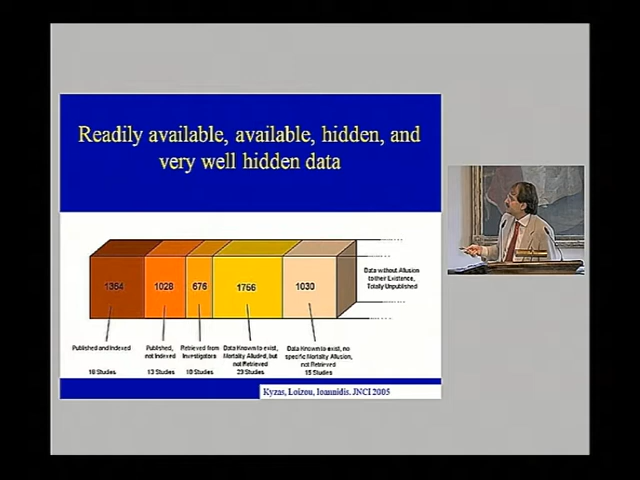 Readily available, available, hidden, and
very well hidden data
1364
1028
676
1766
1030
Data without Allusion
to their Existence,
Totally Unpublished
Published and Indexed
18 Studies
Published,
not Indexed
13 Studies
Retrieved from
Investigators
10 Studies
Data Known to exist,
Mortality Alluded, but
not Retrieved
23 Studies
Data Known to exist, no
specific Mortality Allusion,
not Retrieved
15 Studies
Kyzas, Loizou, Ioannidis. JNCI 2005